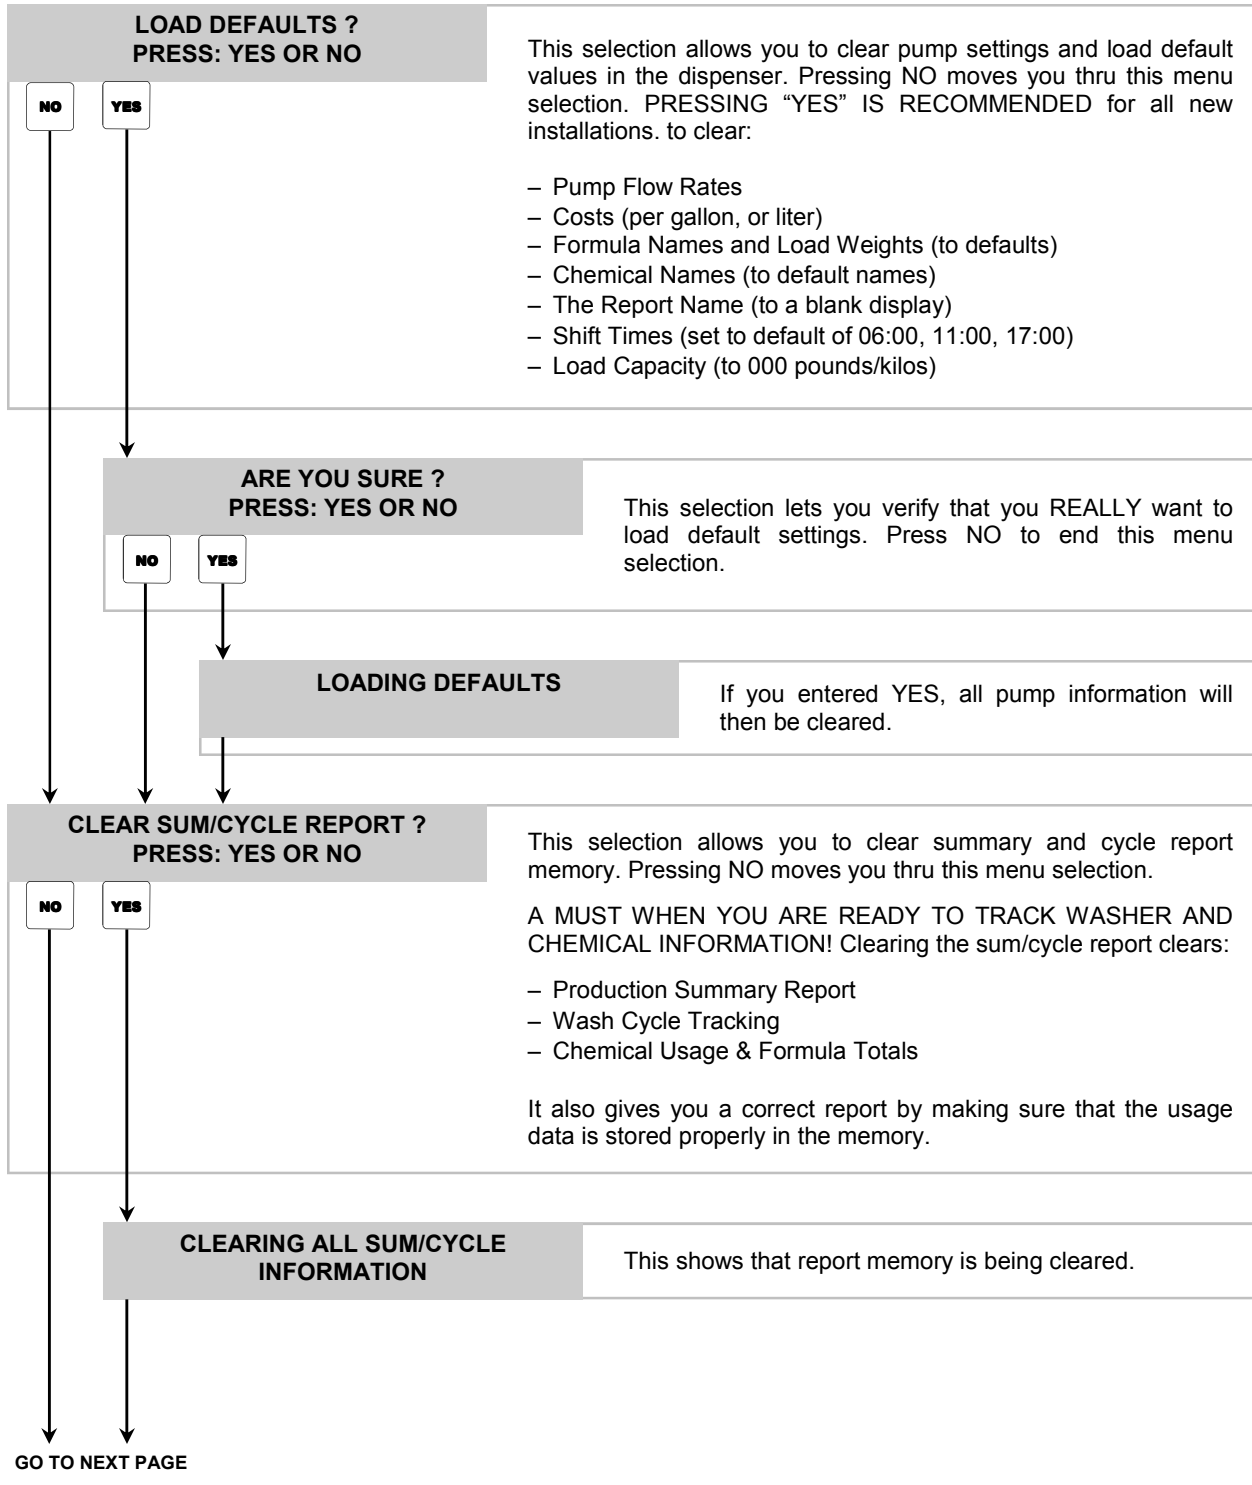 LOAD DEFAULTS ?
PRESS: YES OR NO
NO
YES
This selection allows you to clear pump settings and load default
values in the dispenser. Pressing NO moves you thru this menu
selection. PRESSING “YES” IS RECOMMENDED for all new
installations. to clear:
– Pump Flow Rates
– Costs (per gallon, or liter)
– Formula Names and Load Weights (to defaults)
– Chemical Names (to default names)
– The Report Name (to a blank display)
– Shift Times (set to default of 06:00, 11:00, 17:00)
– Load Capacity (to 000 pounds/kilos)
ARE YOU SURE ?
PRESS: YES OR NO
NO
YES
This selection lets you verify that you REALLY want to
load default settings. Press NO to end this menu
selection.
LOADING DEFAULTS
If you entered YES, all pump information will
then be cleared.
CLEAR SUM/CYCLE REPORT ?
PRESS: YES OR NO
NO
YES
This selection allows you to clear summary and cycle report
memory. Pressing NO moves you thru this menu selection.
A MUST WHEN YOU ARE READY TO TRACK WASHER AND
CHEMICAL INFORMATION! Clearing the sum/cycle report clears:
– Production Summary Report
– Wash Cycle Tracking
– Chemical Usage & Formula Totals
It also gives you a correct report by making sure that the usage
data is stored properly in the memory.
CLEARING ALL SUM/CYCLE
INFORMATION
This shows that report memory is being cleared.
GO TO NEXT PAGE